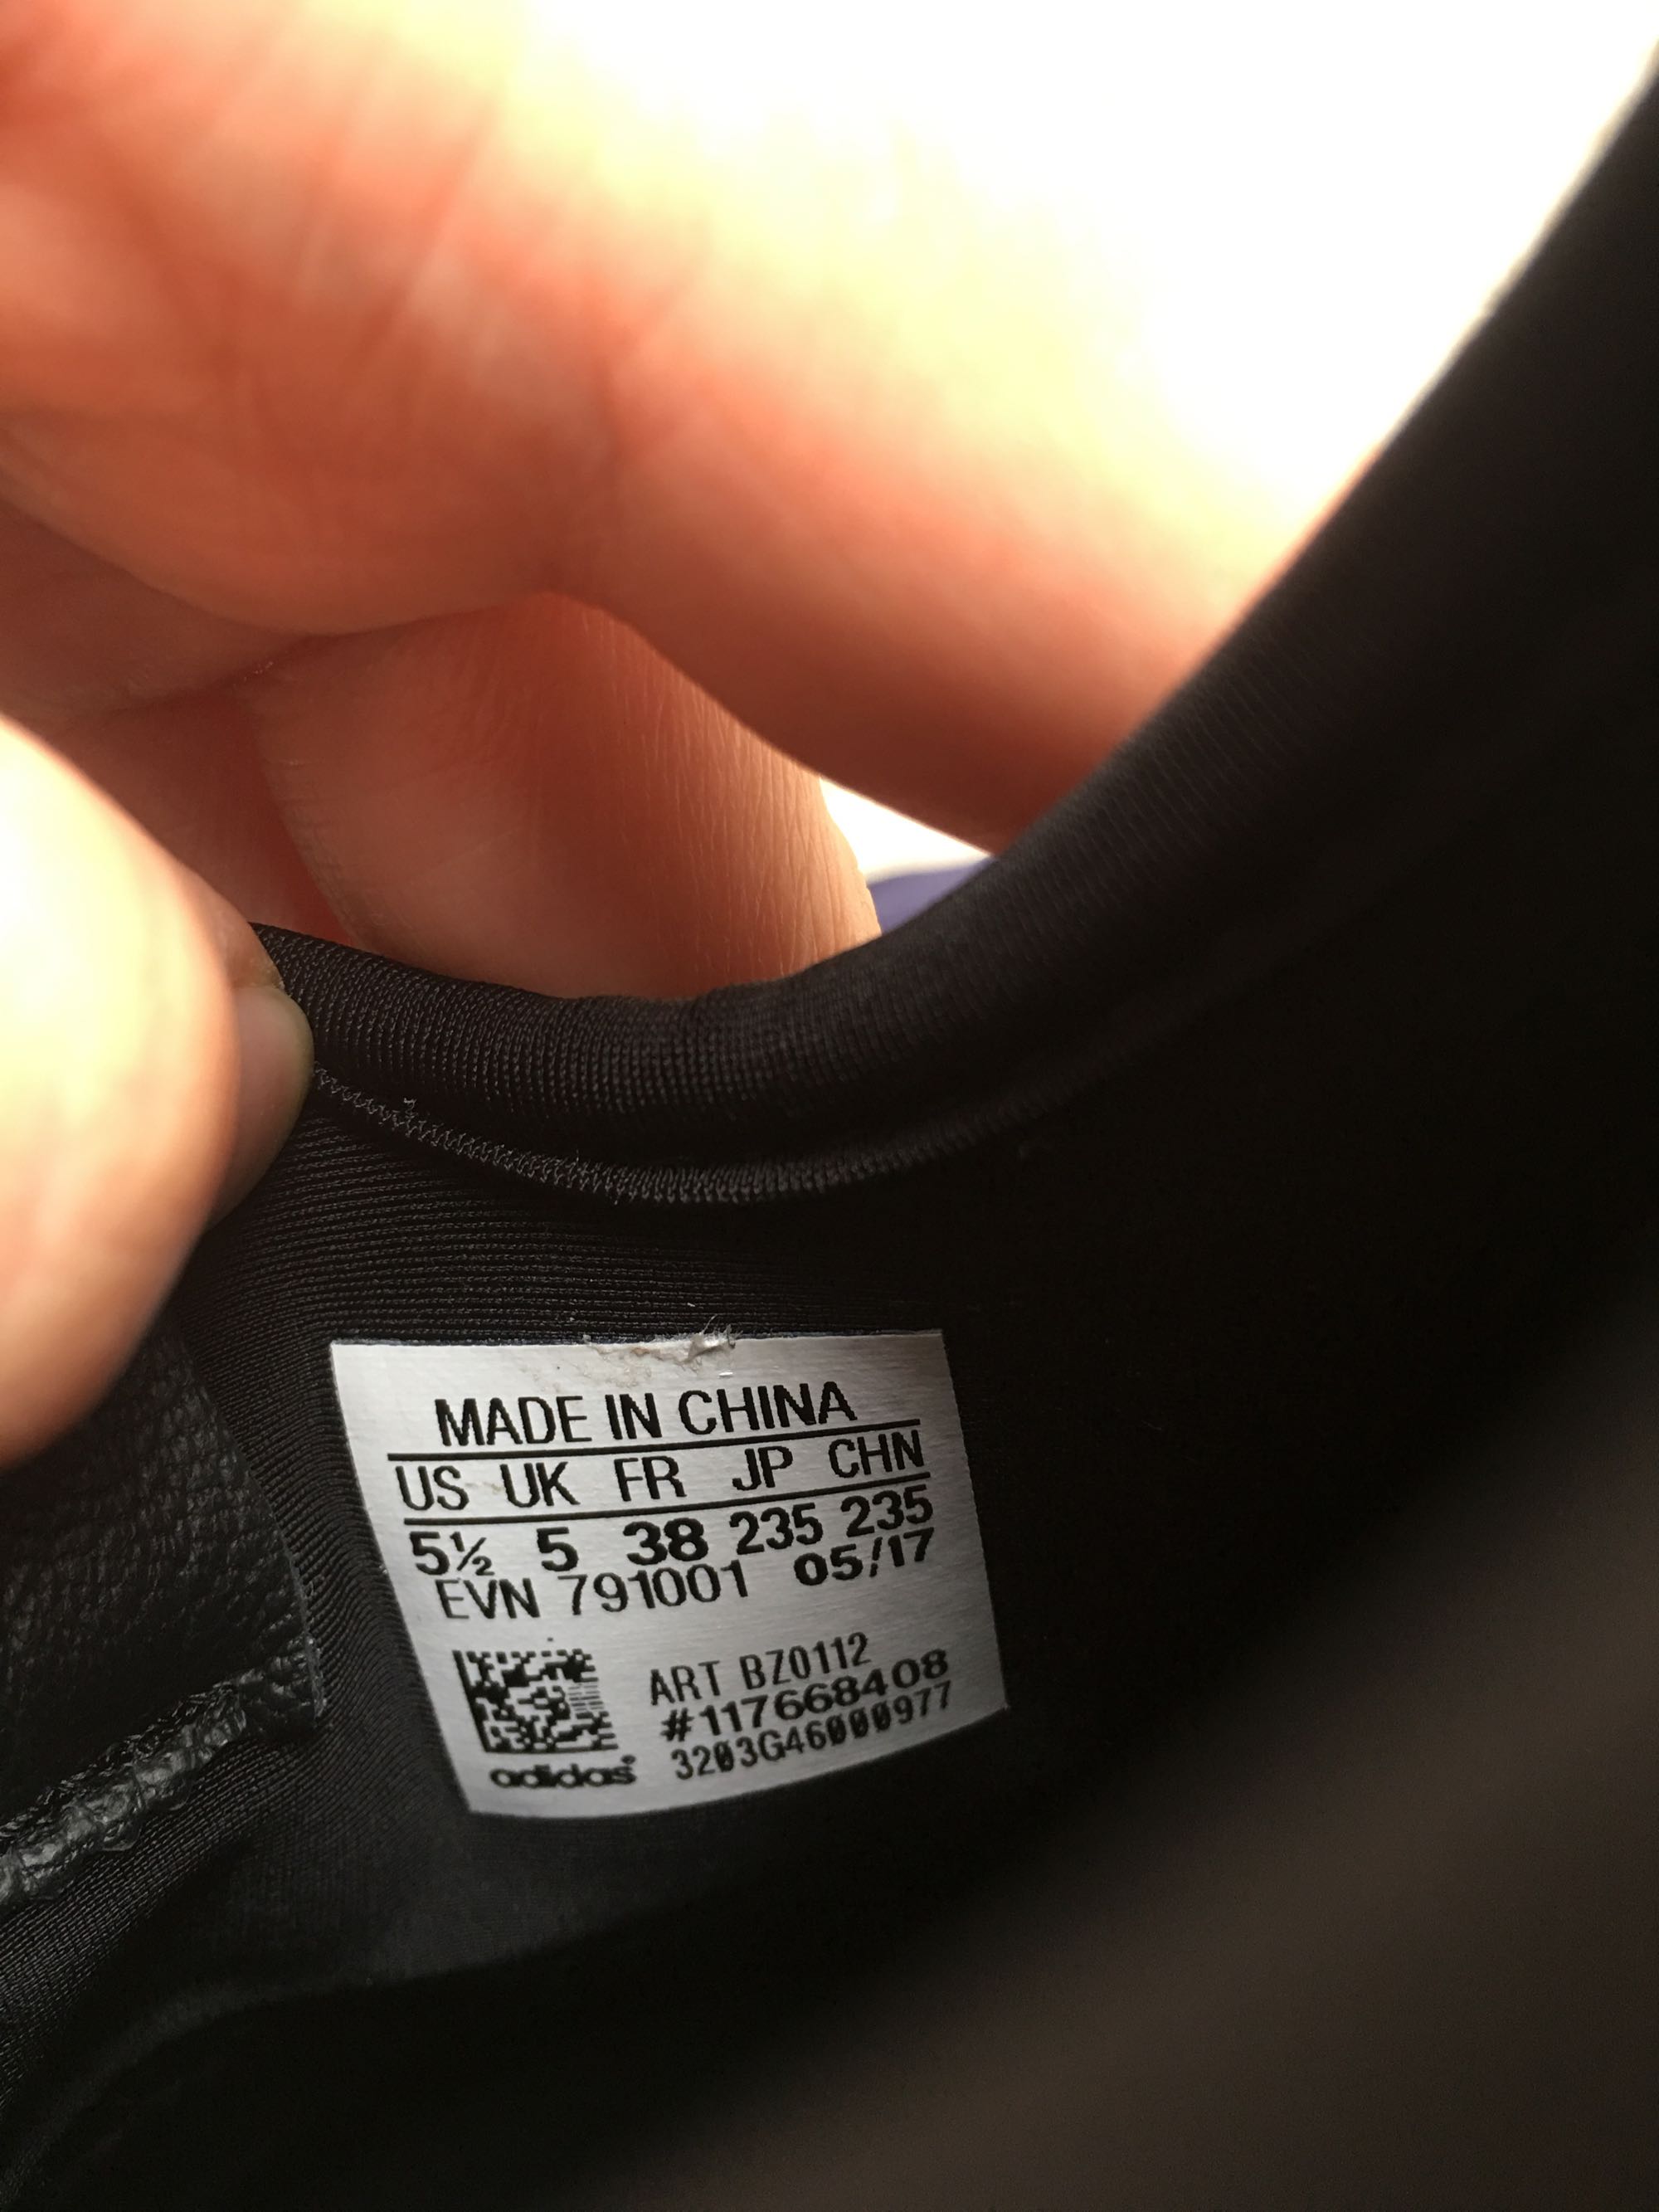 MADE IN CHINA
US UK FR JP CHN
5½ 5 38 235 235
EVN 791001 05/17
ART BZ0112
#117668408
3203G46000977
adidas®